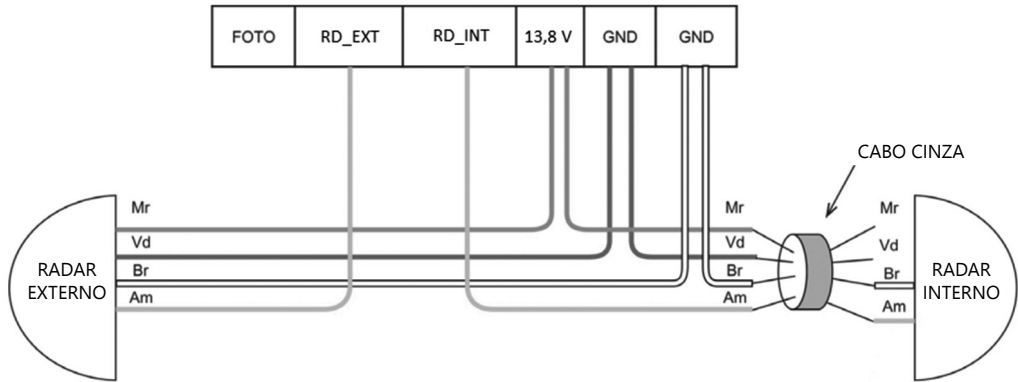 FOTO RD_EXT RD_INT 13,8 V GND GND
CABO CINZA
Mr Mr Mr
Vd Vd Vd
RADAR EXTERNO
Br Br Br
RADAR INTERNO
Am Am Am